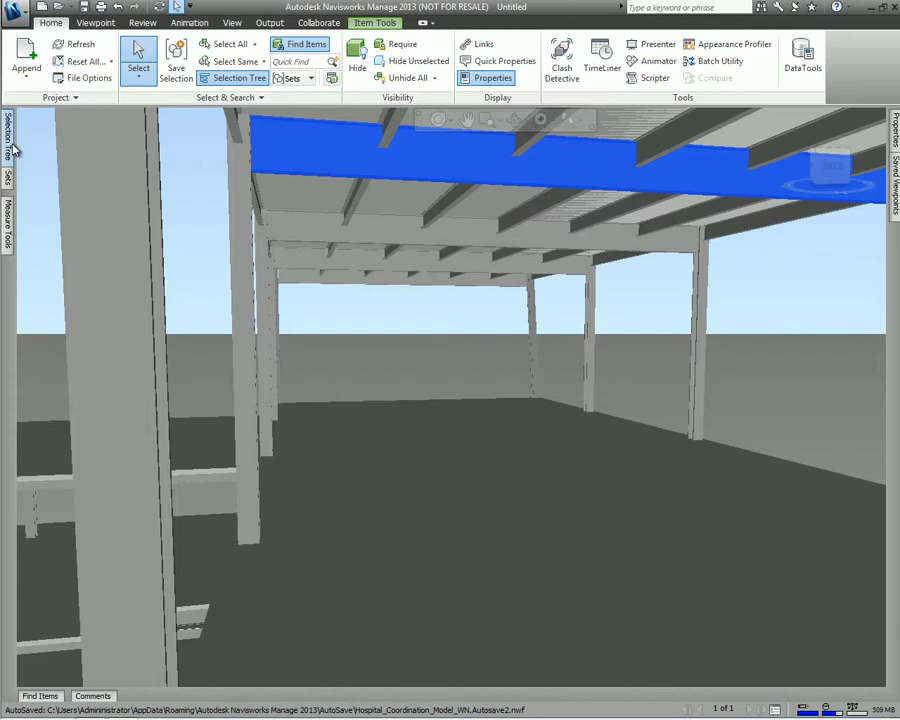 Autodesk Navisworks Manage 2013 (NOT FOR RESALE) Untitled
Type a keyword or phrase
Home Viewpoint Review Animation View Output Collaborate Item Tools
Append
Refresh
Reset All...
File Options
Project
Select
Save Selection
Select All
Select Same
Selection Tree
Find Items
Quick Find
Sets
Select & Search
Hide
Require
Hide Unselected
Unhide All
Visibility
Links
Quick Properties
Properties
Display
Clash Detective
TimeLiner
Presenter
Animator
Scripter
Appearance Profiler
Batch Utility
Compare
DataTools
Tools
Selection Tree
Sets
Measure Tools
BACK
Properties
Saved Viewpoints
Find Items Comments
AutoSaved: C:\Users\Admininirator\AppData\Roaming\Autodesk Navisworks Manage 2013\AutoSave\Hospital_Coordination_Model_WN.Autosave2.nwf
1 of 1
509 MB